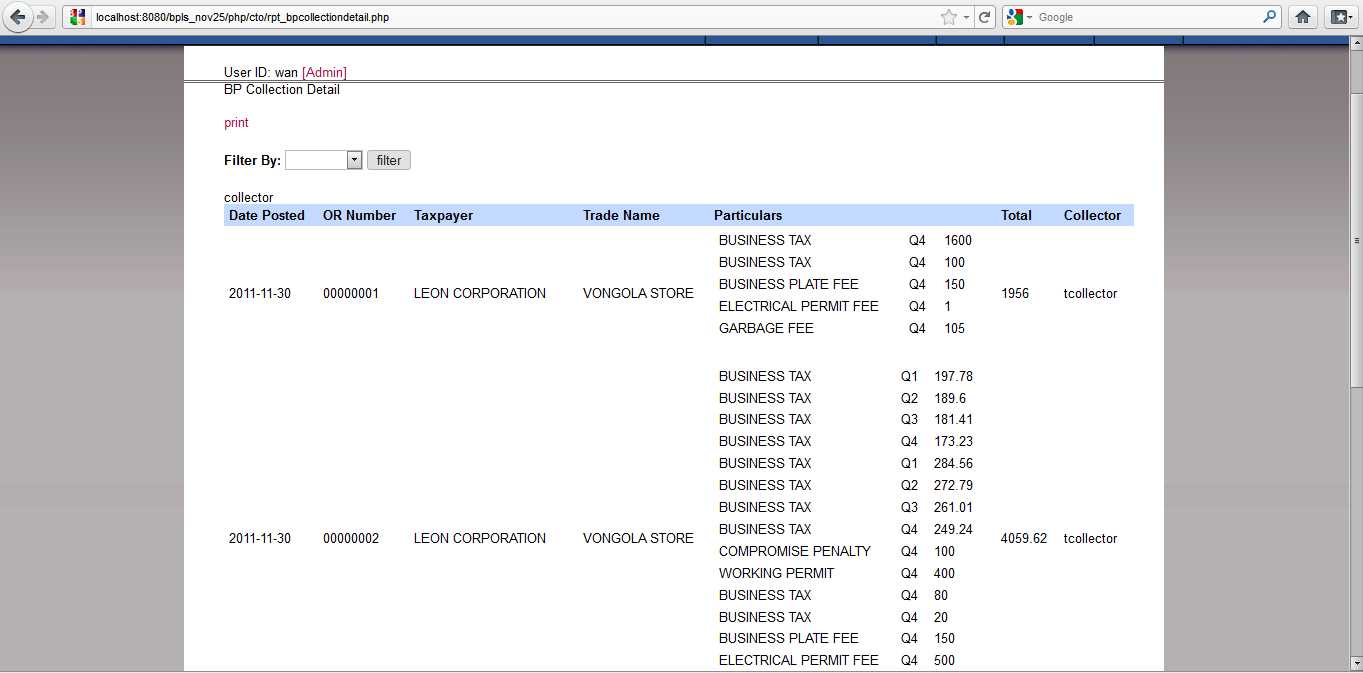 localhost:8080/bpls_nov25/php/cto/rpt_bpcollectiondetail.php Google
User ID: wan [Admin]
BP Collection Detail
print
Filter By: filter
collector
Date Posted OR Number Taxpayer Trade Name Particulars Total Collector
BUSINESS TAX Q4 1600
BUSINESS TAX Q4 100
BUSINESS PLATE FEE Q4 150
2011-11-30 00000001 LEON CORPORATION VONGOLA STORE 1956 tcollector
ELECTRICAL PERMIT FEE Q4 1
GARBAGE FEE Q4 105
BUSINESS TAX Q1 197.78
BUSINESS TAX Q2 189.6
BUSINESS TAX Q3 181.41
BUSINESS TAX Q4 173.23
BUSINESS TAX Q1 284.56
BUSINESS TAX Q2 272.79
BUSINESS TAX Q3 261.01
BUSINESS TAX Q4 249.24
2011-11-30 00000002 LEON CORPORATION VONGOLA STORE 4059.62 tcollector
COMPROMISE PENALTY Q4 100
WORKING PERMIT Q4 400
BUSINESS TAX Q4 80
BUSINESS TAX Q4 20
BUSINESS PLATE FEE Q4 150
ELECTRICAL PERMIT FEE Q4 500